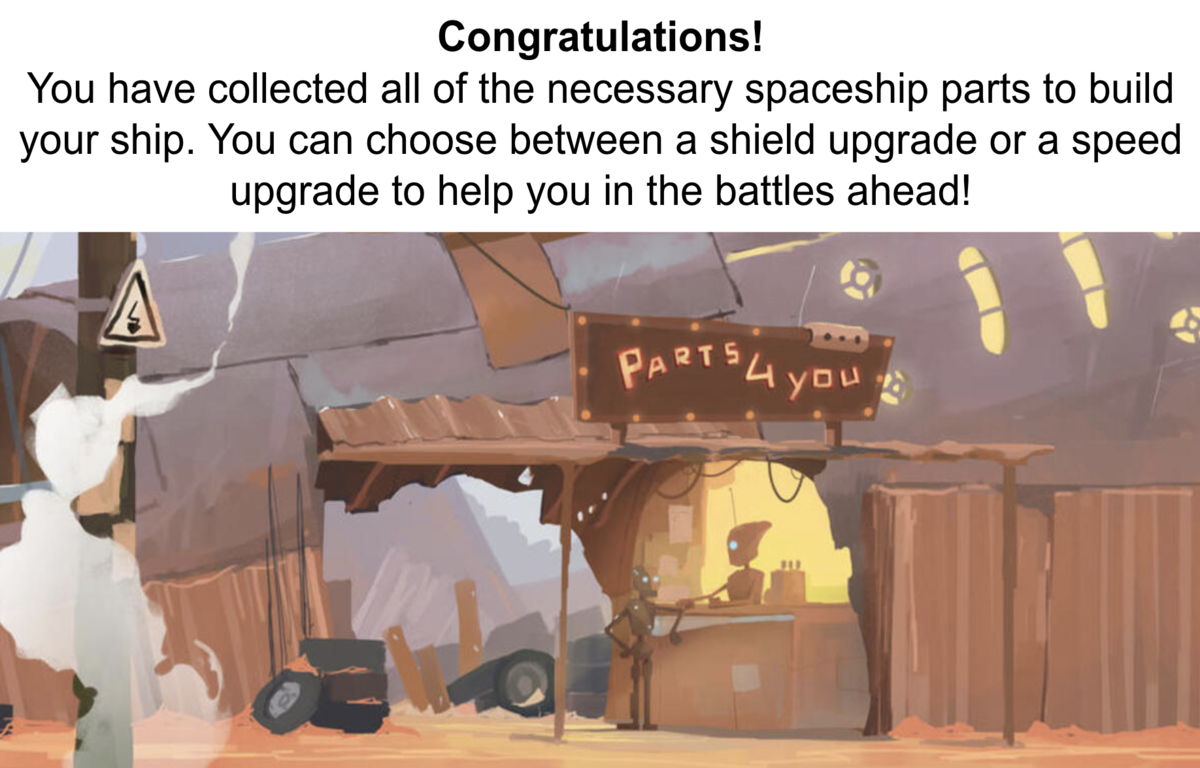 Congratulations!
You have collected all of the necessary spaceship parts to build
your ship. You can choose between a shield upgrade or a speed
upgrade to help you in the battles ahead!
PARTS 4 you